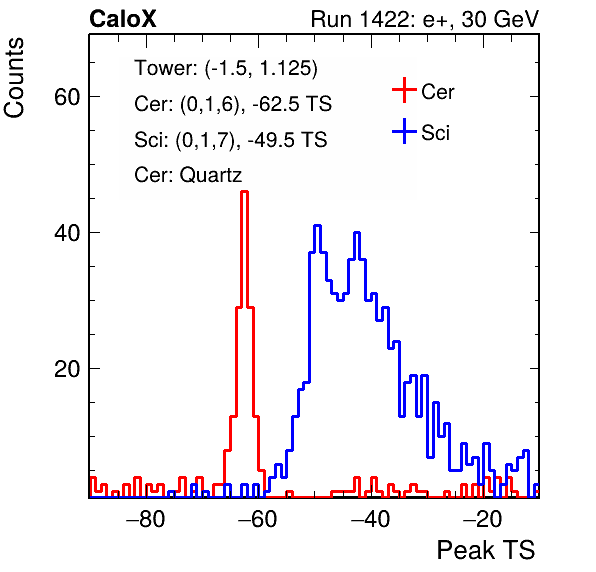 CaloX Run 1422: e+, 30 GeV
Counts
Tower: (-1.5, 1.125)
Cer: (0,1,6), -62.5 TS
Sci: (0,1,7), -49.5 TS
Cer: Quartz
Cer
Sci
60
40
20
−80 −60 −40 −20
Peak TS